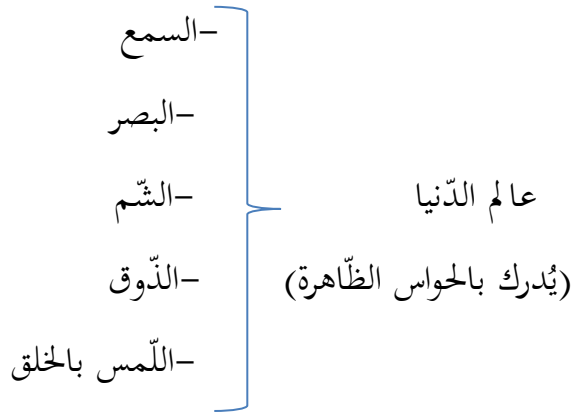 عالم الدّنيا
(يُدرك بالحواس الظّاهرة)
-السمع
-البصر
-الشّم
-الذّوق
-اللّمس بالخلق